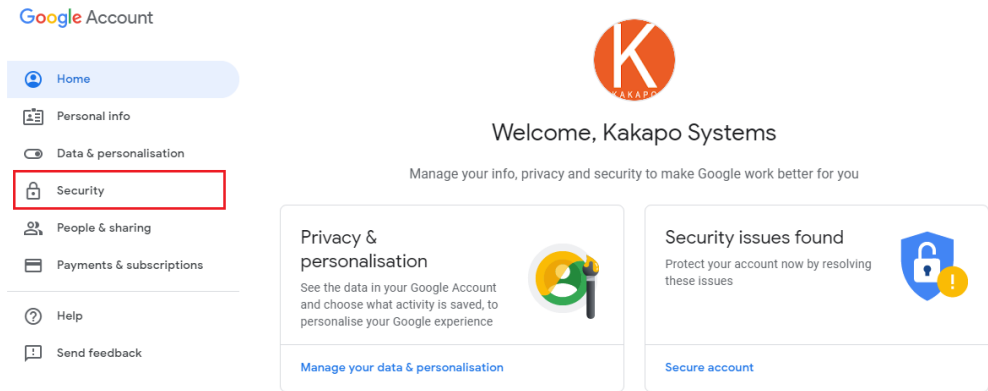 Google Account
Home
Personal info
Data & personalisation
Security
People & sharing
Payments & subscriptions
Help
Send feedback
K
KAKAPO
Welcome, Kakapo Systems
Manage your info, privacy and security to make Google work better for you
Privacy &
personalisation
See the data in your Google Account
and choose what activity is saved, to
personalise your Google experience
Manage your data & personalisation
Security issues found
Protect your account now by resolving
these issues
Secure account